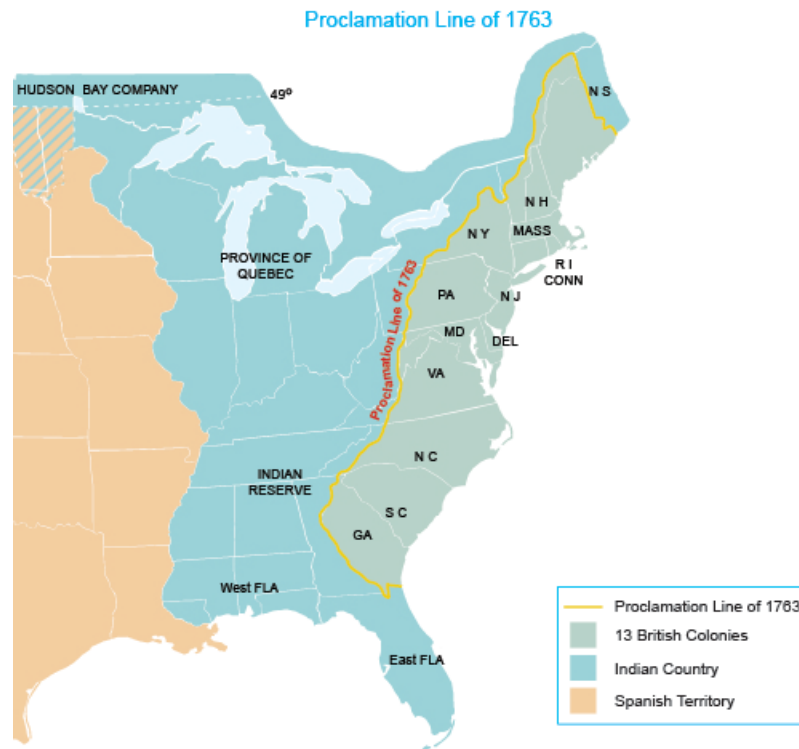 Proclamation Line of 1763
HUDSON BAY COMPANY
49°
N S
N H
N Y
MASS
PROVINCE OF
QUEBEC
R I
CONN
Proclamation Line of 1763
PA
N J
MD
DEL
VA
N C
INDIAN
RESERVE
S C
GA
West FLA
East FLA
Proclamation Line of 1763
13 British Colonies
Indian Country
Spanish Territory